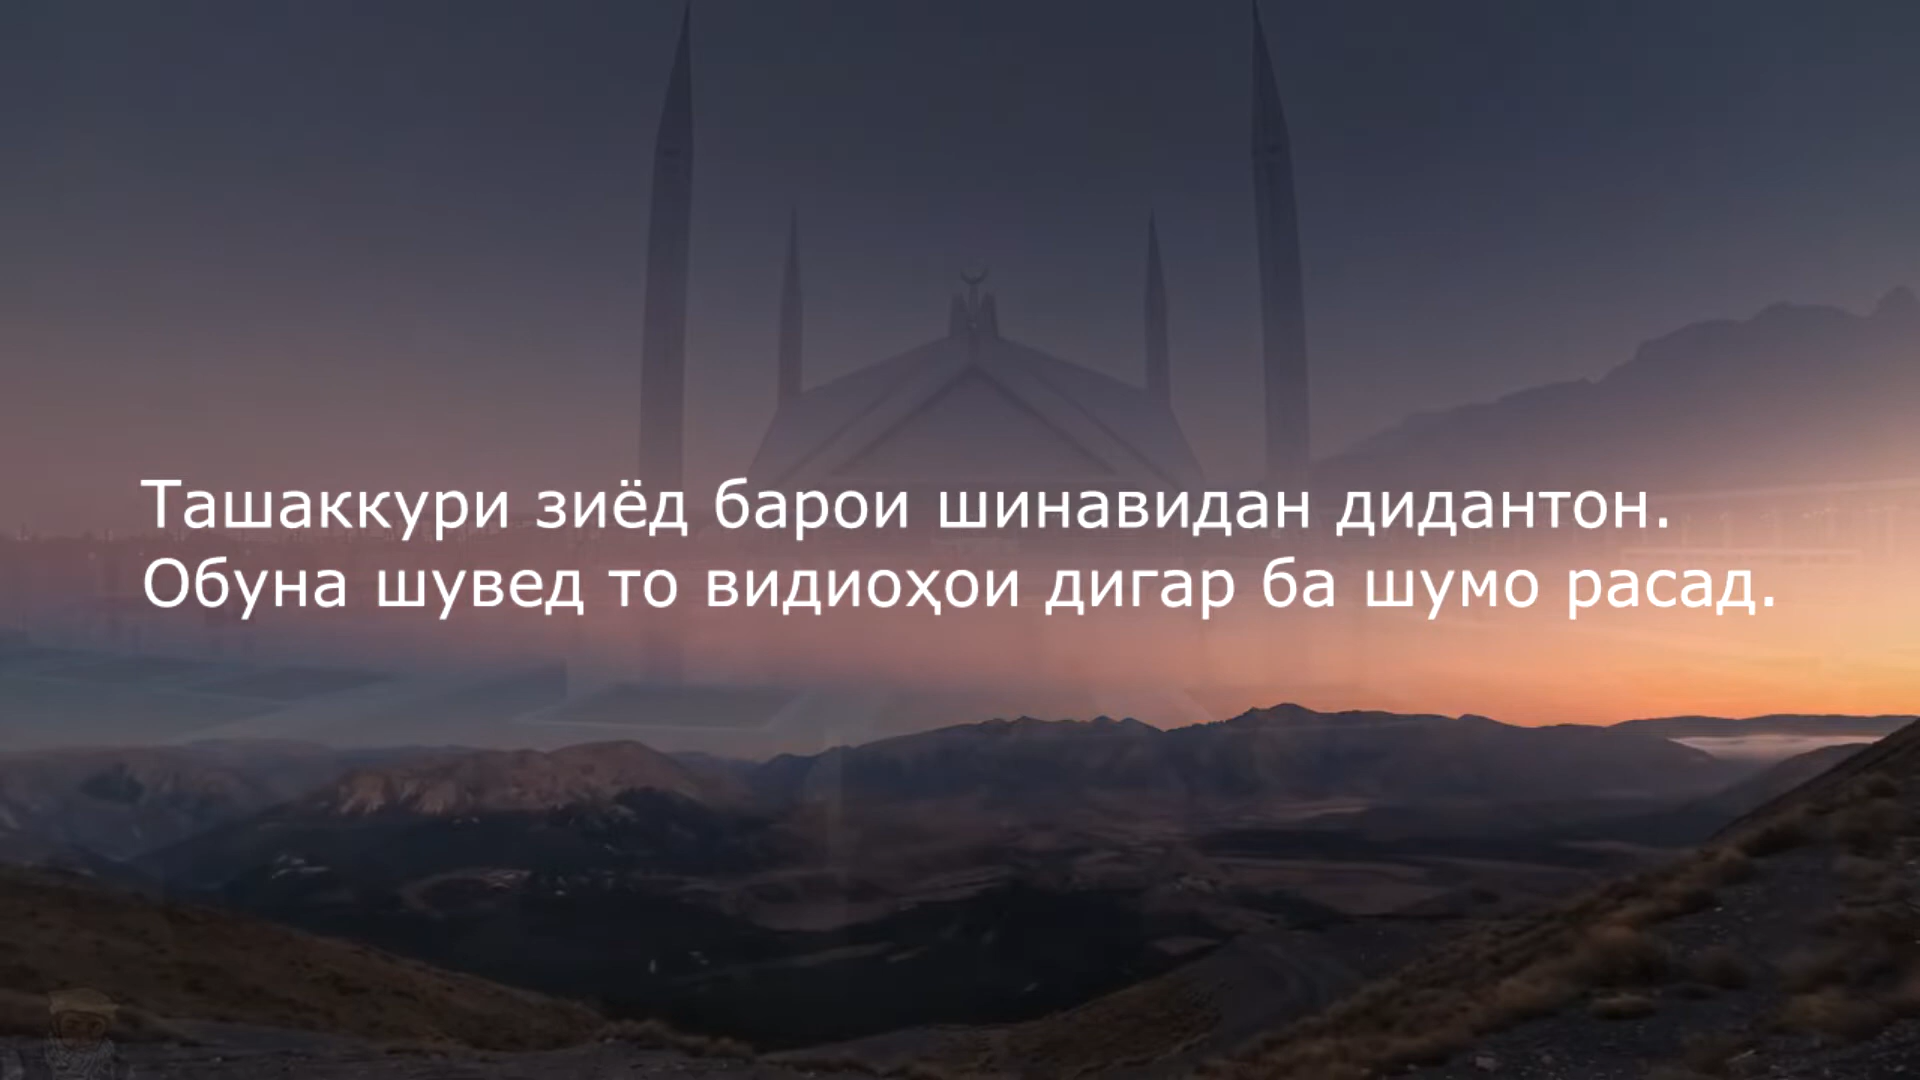 Ташаккури зиёд барои шинавидан дидантон.
Обуна шувед то видиоҳои дигар ба шумо расад.